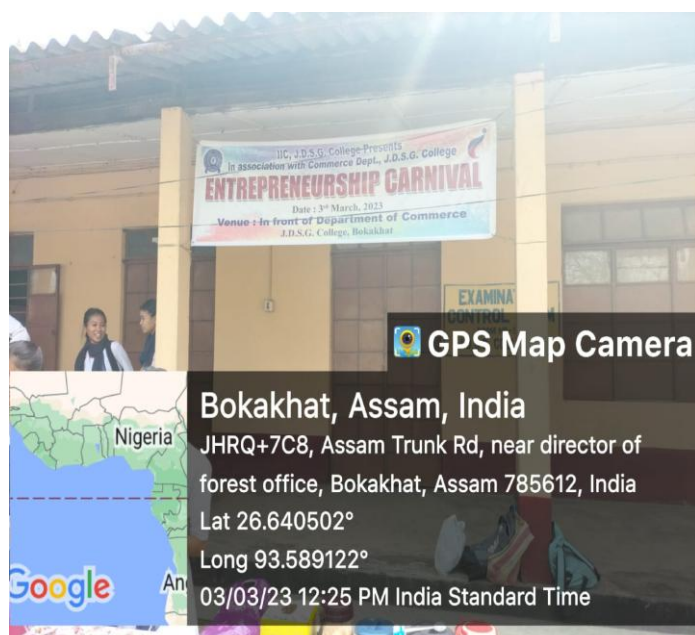 IIC, J.D.S.G. College Presents
in association with Commerce Dept., J.D.S.G. College
ENTREPRENEURSHIP CARNIVAL
Date : 3rd March, 2023
Venue : In front of Department of Commerce
J.D.S.G. College, Bokakhat
EXAMINA
CONTROL
GPS Map Camera
Nigeria
Google
An
Bokakhat, Assam, India
JHRQ+7C8, Assam Trunk Rd, near director of
forest office, Bokakhat, Assam 785612, India
Lat 26.640502°
Long 93.589122°
03/03/23 12:25 PM India Standard Time